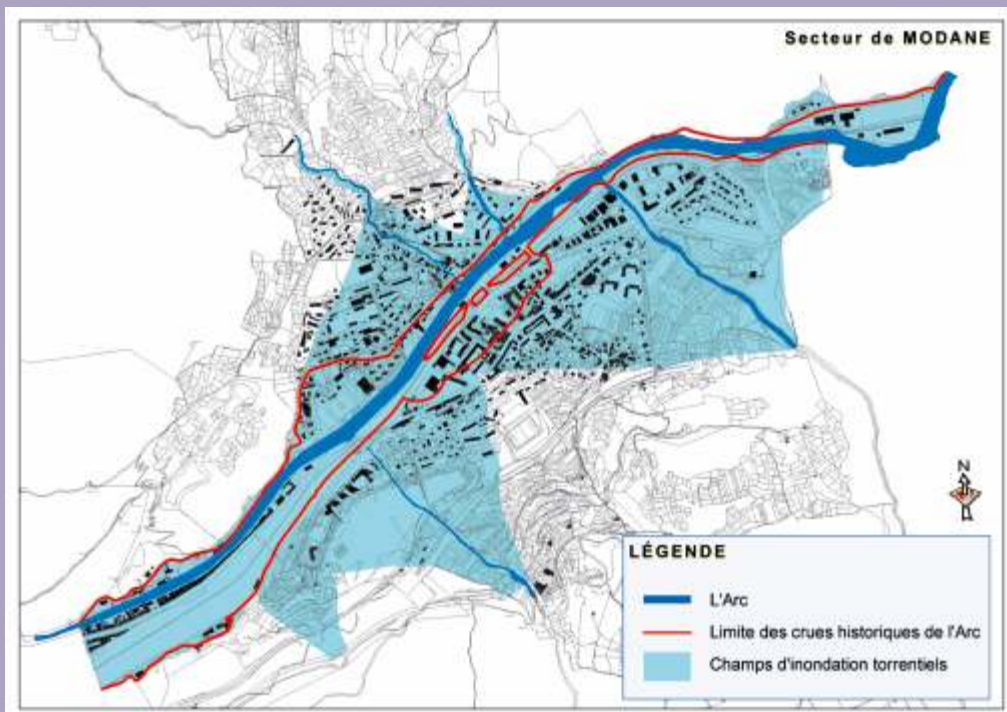 Secteur de MODANE
N
LÉGENDE
L'Arc
Limite des crues historiques de l'Arc
Champs d'inondation torrentiels